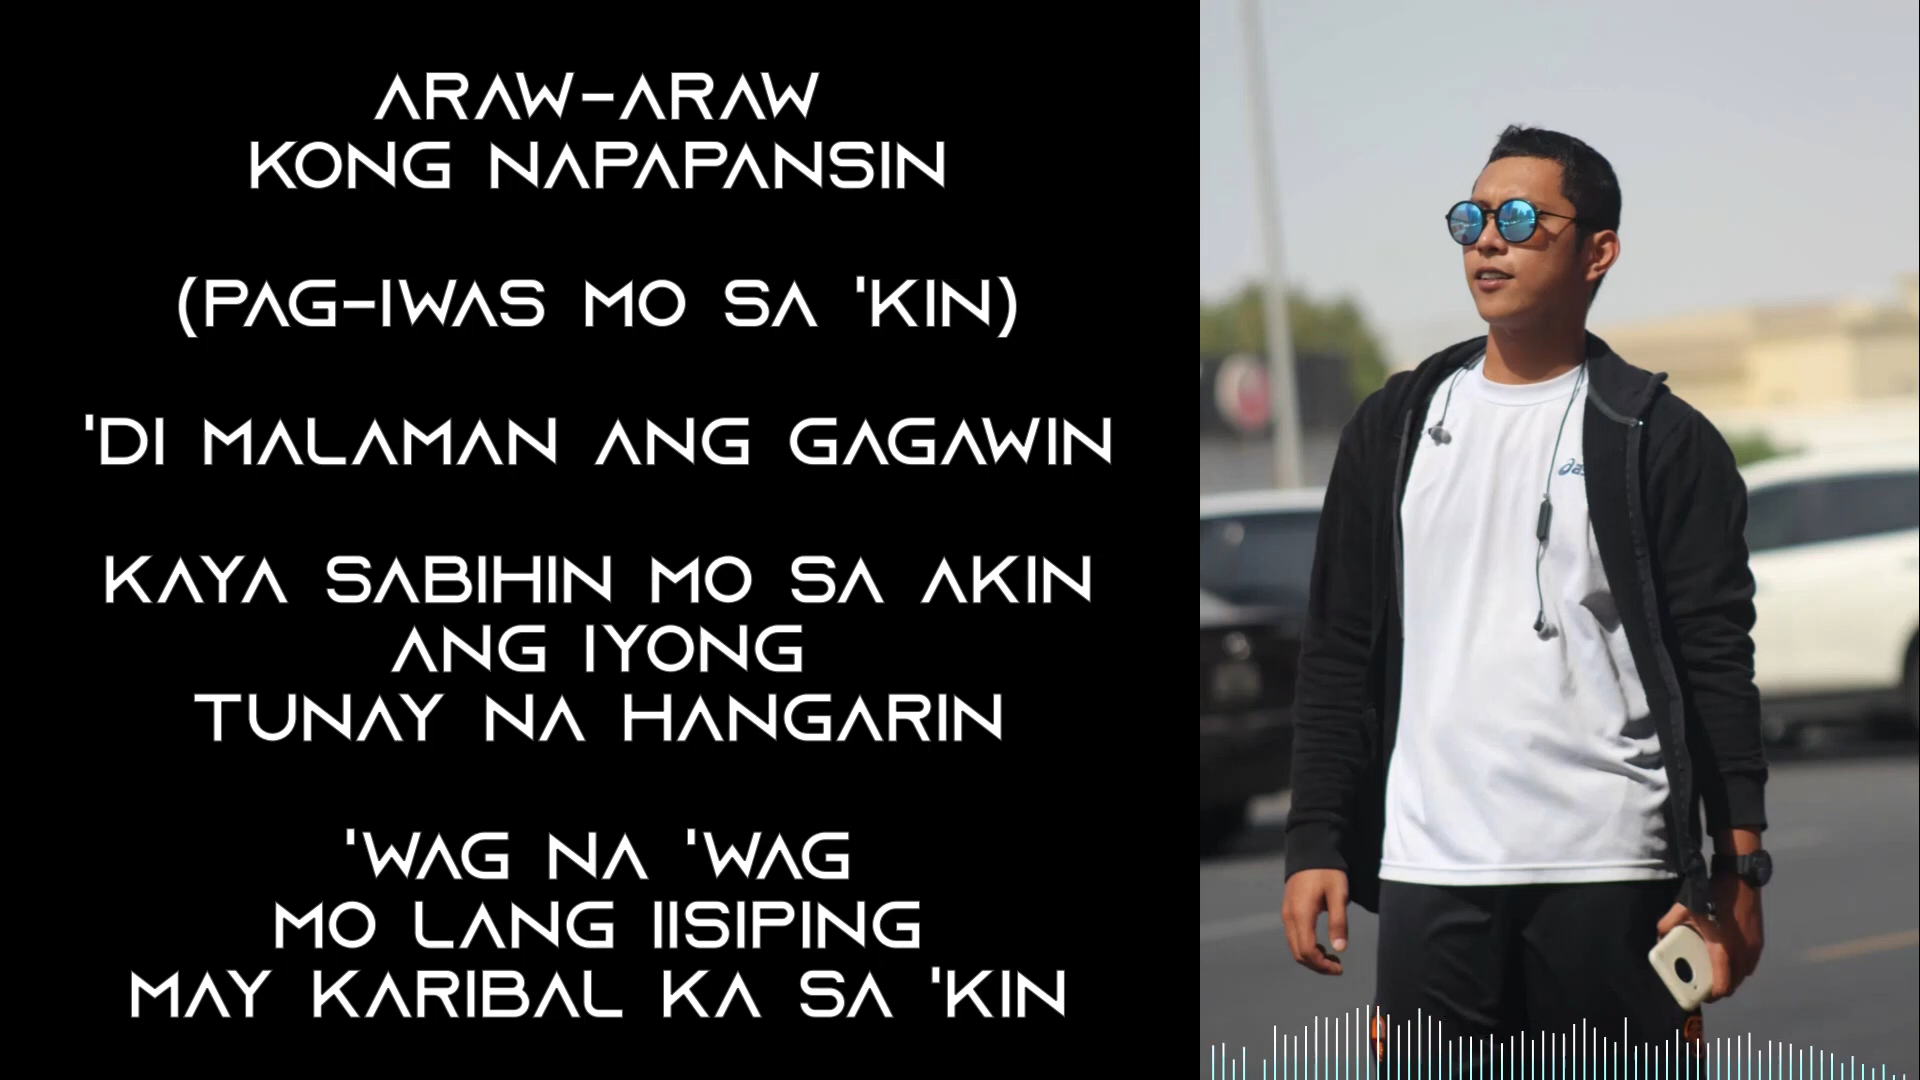 ARAW-ARAW
KONG NAPAPANSIN
(PAG-IWAS MO SA 'KIN)
'DI MALAMAN ANG GAGAWIN
KAYA SABIHIN MO SA AKIN
ANG IYONG
TUNAY NA HANGARIN
'WAG NA 'WAG
MO LANG IISIPING
MAY KARIBAL KA SA 'KIN